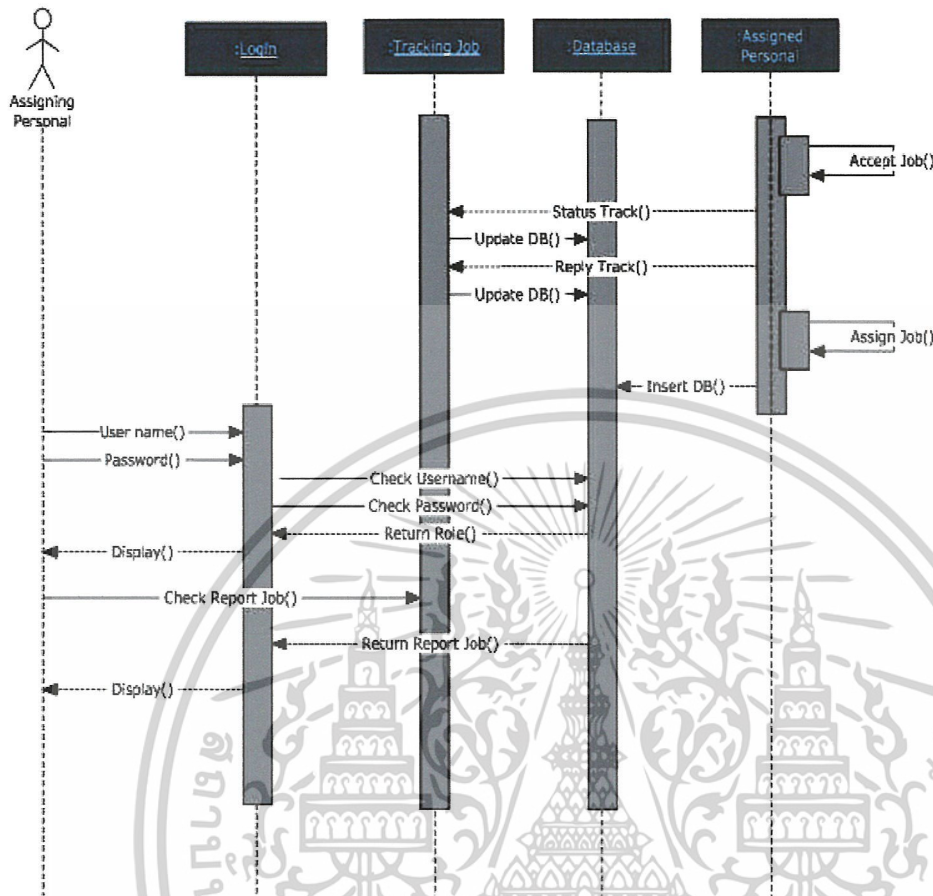 :Login
:Tracking Job
:Database
:Assigned
Personal
Assigning
Personal
Accept Job()
Status Track()
Update DB()
Reply Track()
Update DB()
Assign Job()
Insert DB()
User name()
Password()
Check Username()
Check Password()
Return Role()
Display()
Check Report Job()
Return Report Job()
Display()